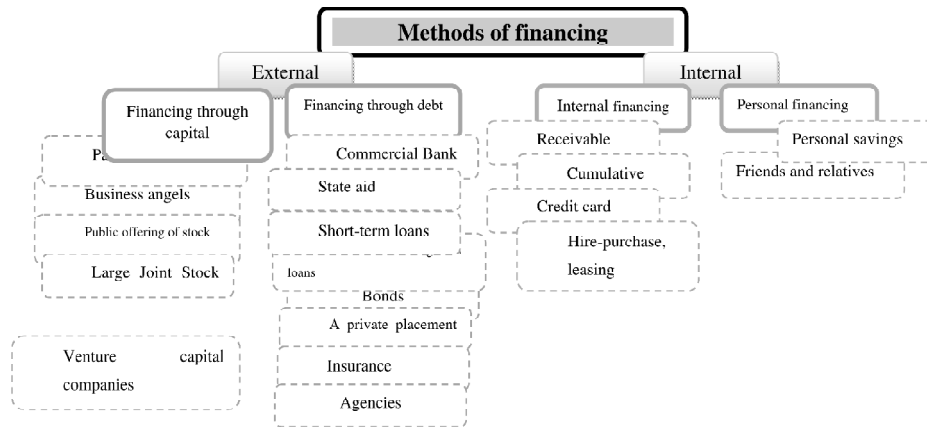 Methods of financing
External
Internal
Financing through
capital
Business angels
Public offering of stock
Large Joint Stock
Venture capital
companies
Financing through debt
Commercial Bank
State aid
Short-term loans
loans
Bonds
A private placement
Insurance
Agencies
Internal financing
Receivable
Cumulative
Credit card
Hire-purchase,
leasing
Personal financing
Personal savings
Friends and relatives